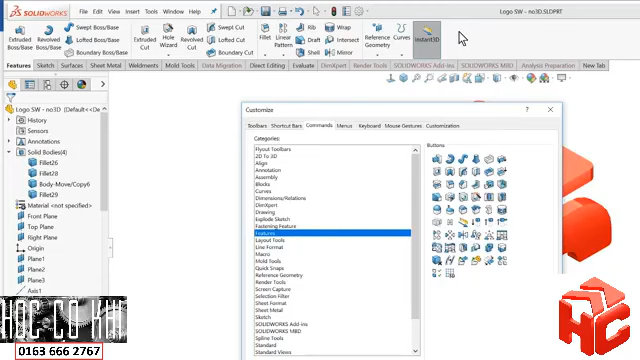 SOLIDWORKS File Edit View Insert Tools Window Logo SW - no3D.SLDPRT
Extruded Boss/Base Revolved Boss/Base Swept Boss/Base Lofted Boss/Base Boundary Boss/Base Extruded Cut Hole Wizard Revolved Cut Swept Cut Lofted Cut Boundary Cut Fillet Linear Pattern Rib Draft Shell Wrap Intersect Mirror Reference Geometry Curves Instant3D
Features Sketch Surfaces Sheet Metal Weldments Mold Tools Data Migration Direct Editing Evaluate DimXpert Render Tools SOLIDWORKS Add-Ins SOLIDWORKS MBD Analysis Preparation New Tab
Logo SW - no3D (Default<<De
History
Sensors
Annotations
Solid Bodies(4)
Fillet26
Fillet28
Body-Move/Copy6
Fillet29
Material <not specified>
Front Plane
Top Plane
Right Plane
Origin
Plane1
Plane2
Plane3
Axis1
Customize
Toolbars Shortcut Bars Commands Menus Keyboard Mouse Gestures Customization
Categories:
Buttons
Flyout Toolbars
2D To 3D
Align
Annotation
Assembly
Blocks
Curves
Dimensions/Relations
DimXpert
Drawing
Explode Sketch
Fastening Feature
Features
Layout Tools
Line Format
Macro
Mold Tools
Quick Snaps
Reference Geometry
Render Tools
Screen Capture
Selection Filter
Sheet Format
Sheet Metal
Sketch
SOLIDWORKS Add-ins
Spline Tools
Standard
Standard Views
HOC CO KHI
0163 666 2767
HC